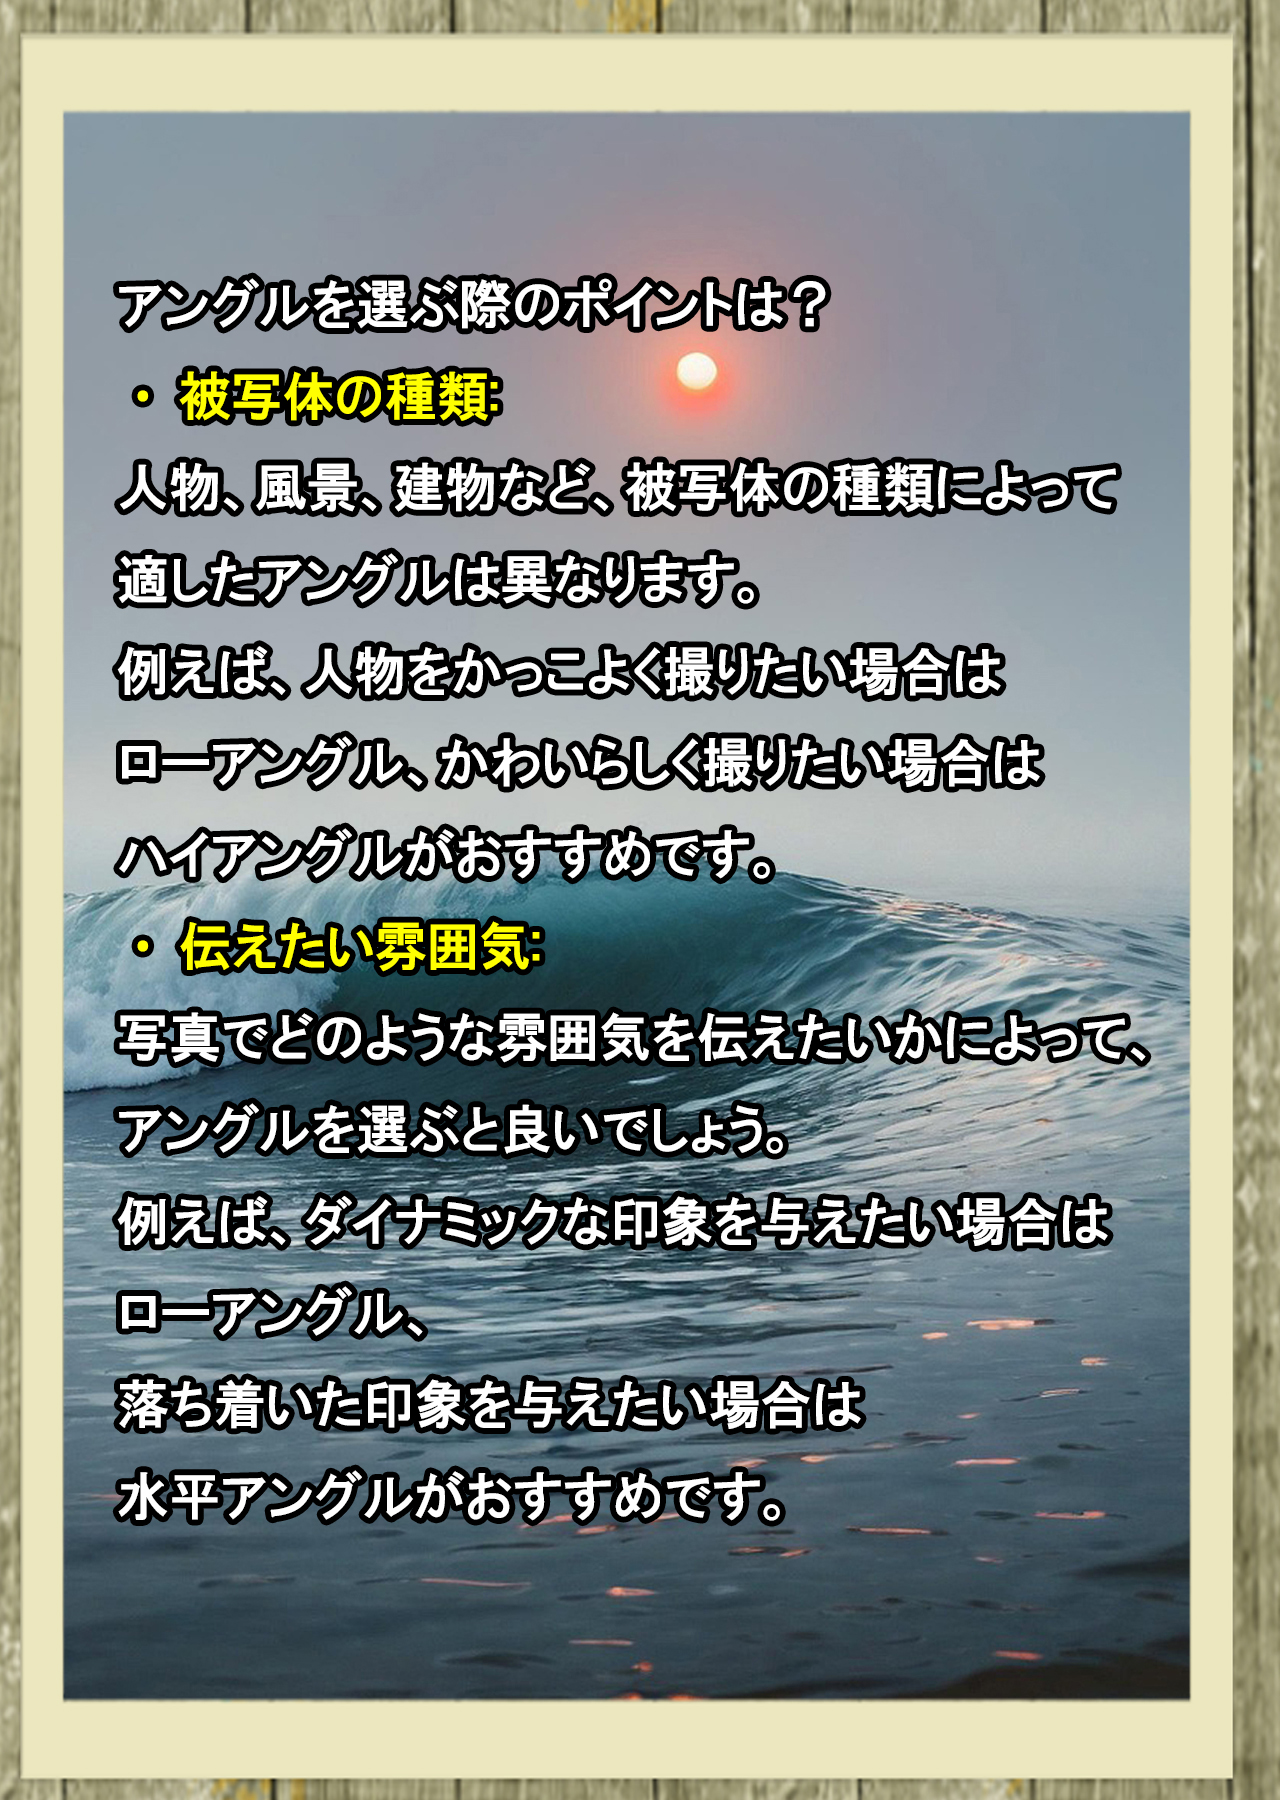 アングルを選ぶ際のポイントは？
・ 被写体の種類:
人物、風景、建物など、被写体の種類によって
適したアングルは異なります。
例えば、人物をかっこよく撮りたい場合は
ローアングル、かわいらしく撮りたい場合は
ハイアングルがおすすめです。
・ 伝えたい雰囲気:
写真でどのような雰囲気を伝えたいかによって、
アングルを選ぶと良いでしょう。
例えば、ダイナミックな印象を与えたい場合は
ローアングル、
落ち着いた印象を与えたい場合は
水平アングルがおすすめです。